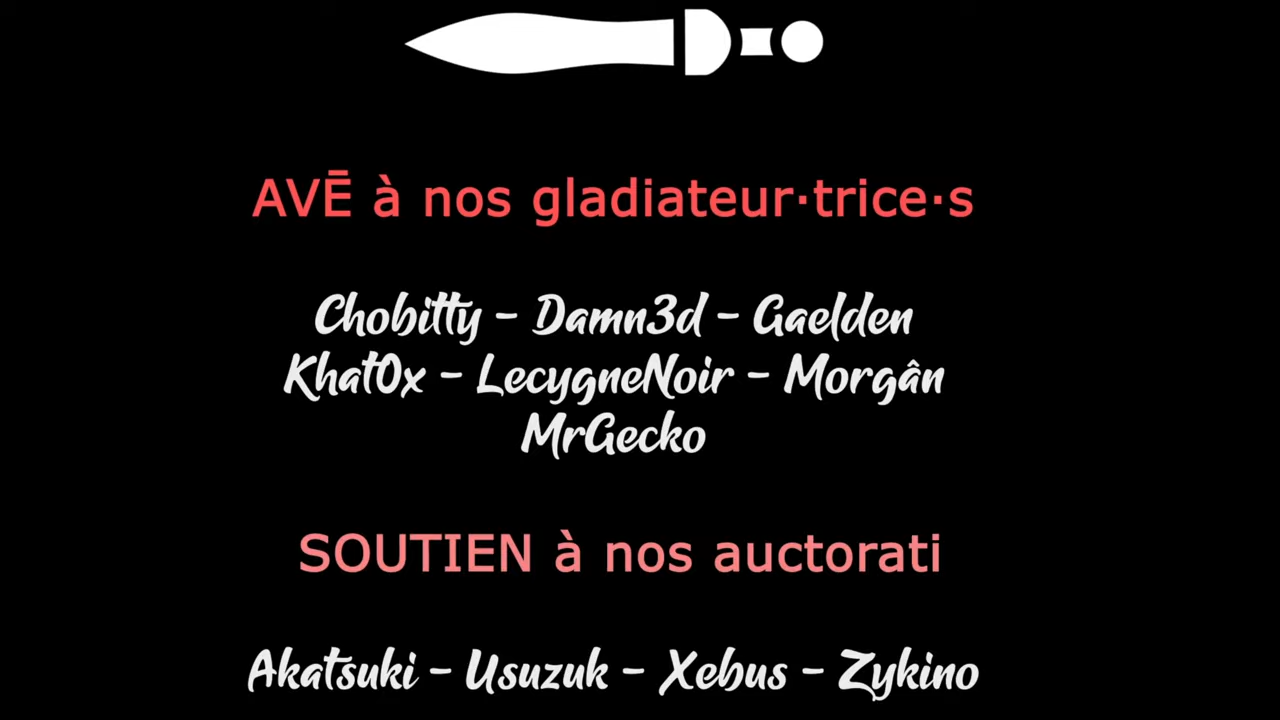 AVĒ à nos gladiateur·trice·s
Chobitty - Damn3d - Gaelden
Khat0x - LecygneNoir - Morgân
MrGecko
SOUTIEN à nos auctorati
Akatsuki - Usuzuk - Xebus - Zykino